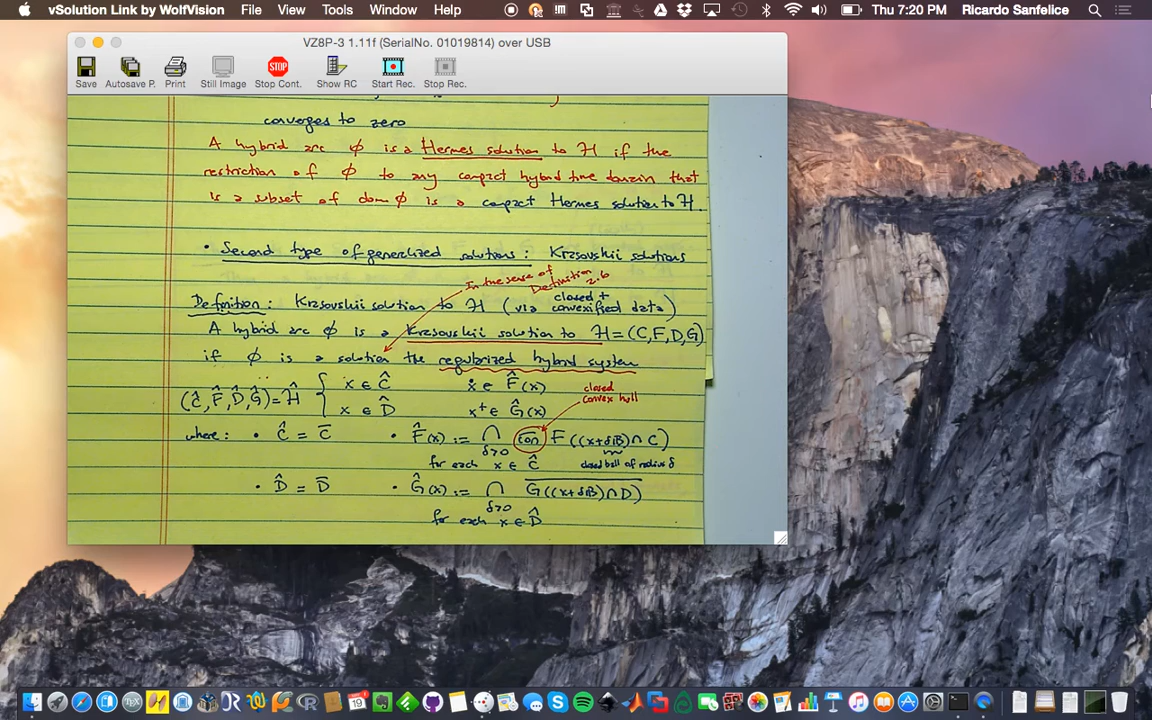 vSolution Link by WolfVision File View Tools Window Help Thu 7:20 PM Ricardo Sanfelice
VZ8P-3 1.11f (SerialNo. 01019814) over USB
Save Autosave P. Print Still Image Stop Cont. Show RC Start Rec. Stop Rec.
converges to zero
A hybrid arc ϕ is a Hermes solution to H if the
restriction of ϕ to any compact hybrid time domain that
is a subset of dom ϕ is a compact Hermes solution to H.
• Second type of generalized solutions: Krasovskii solutions
In the sense of
Definition 2.6
Definition: Krasovskii solution to H (via closed + convexified data)
A hybrid arc ϕ is a Krasovskii solution to H=(C,F,D,G)
if ϕ is a solution the regularized hybrid system
(Ĉ,F̂,D̂,Ĝ)=Ĥ { x ∈ Ĉ ẋ ∈ F̂(x)
x ∈ D̂ x⁺ ∈ Ĝ(x)
closed
convex hull
where: • Ĉ = C̅ • F̂(x) := ⋂_{δ>0} c̅o̅n̅ F((x+δB)∩C)
for each x ∈ Ĉ closed ball of radius δ
• D̂ = D̅ • Ĝ(x) := ⋂_{δ>0} \overline{G((x+δB)∩D)}
for each x ∈ D̂